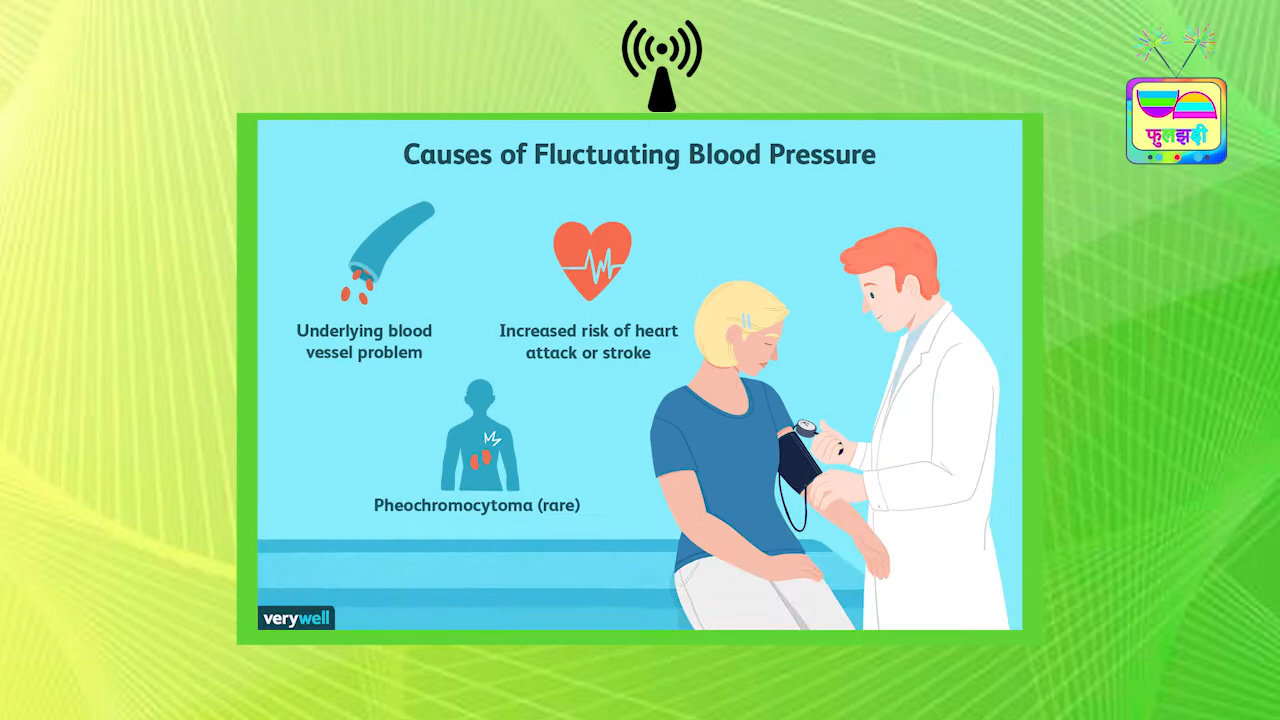 Causes of Fluctuating Blood Pressure
फुलझड़ी
Underlying blood
vessel problem
Increased risk of heart
attack or stroke
Pheochromocytoma (rare)
verywell